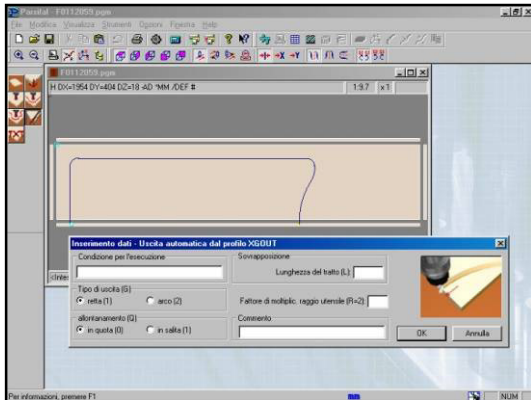 Parsifal - F0112059.pgm
File Modifica Visualizza Strumenti Opzioni Finestra Help
F0112059.pgm
H DX=1954 DY=404 DZ=18 -AD *MM /DEF #
1:9.7 x1
Inserimento dati - Uscita automatica dal profilo XGOUT
Condizione per l'esecuzione
Sovrapposizione
Lunghezza del tratto (L):
Tipo di uscita (G)
retta (1) arco (2)
Fattore di moltiplic. raggio utensile (R=2):
allontanamento (Q)
in quota (0) in salita (1)
Commento
OK Annulla
Per informazioni, premere F1
mm
NUM